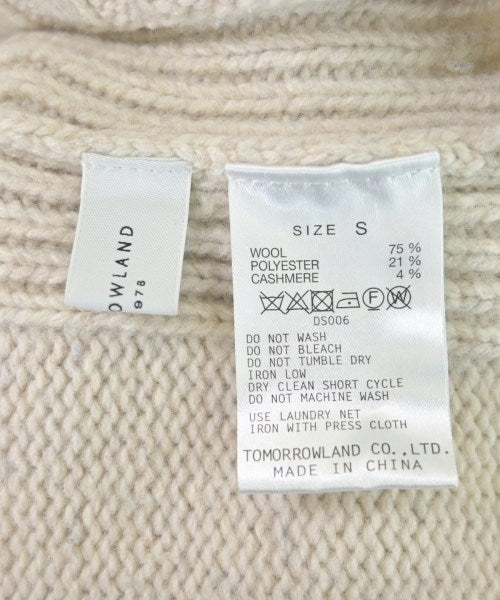 OWLAND
978
SIZE S
WOOL 75 %
POLYESTER 21 %
CASHMERE 4 %
F W
DS006
DO NOT WASH
DO NOT BLEACH
DO NOT TUMBLE DRY
IRON LOW
DRY CLEAN SHORT CYCLE
DO NOT MACHINE WASH
USE LAUNDRY NET
IRON WITH PRESS CLOTH
TOMORROWLAND CO.,LTD.
MADE IN CHINA